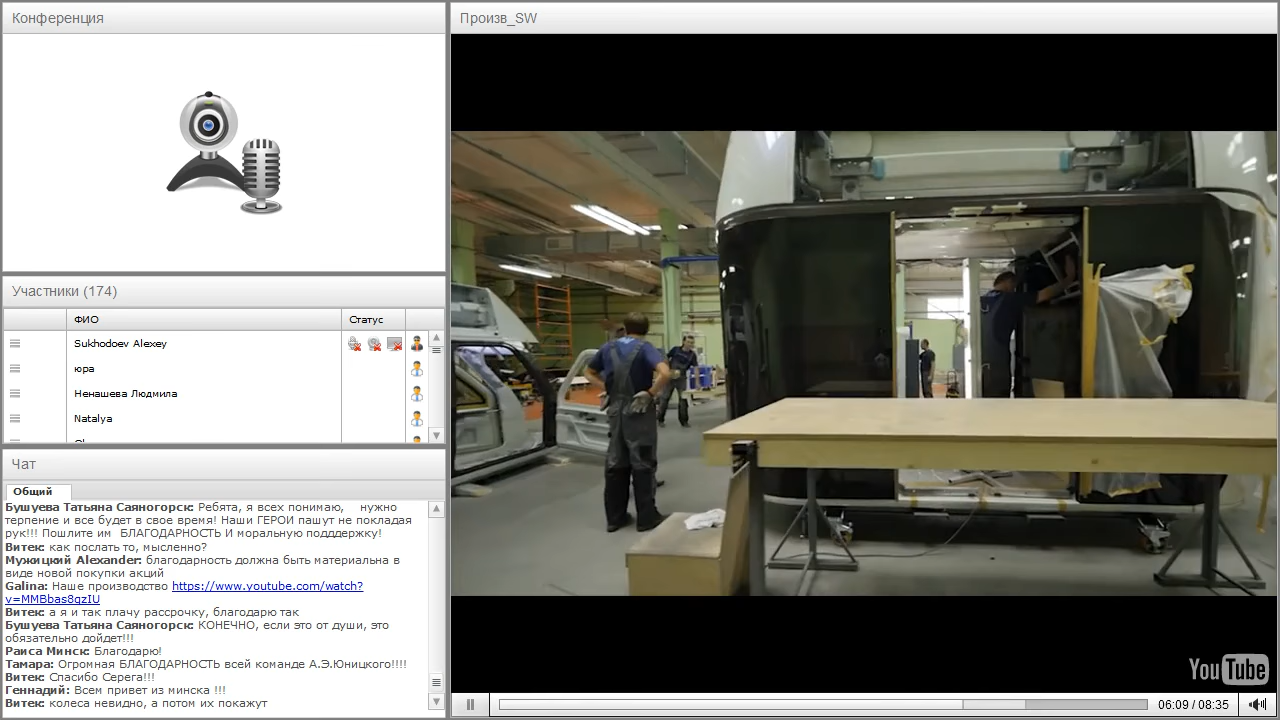 Конференция
Произв_SW
Участники (174)
ФИО
Статус
Sukhodoev Alexey
юра
Ненашева Людмила
Natalya
Чат
Общий
Бушуева Татьяна Саяногорск: Ребята, я всех понимаю, нужно
терпение и все будет в свое время! Наши ГЕРОИ пашут не покладая
рук!!! Пошлите им БЛАГОДАРНОСТЬ И моральную подддержку!
Витек: как послать то, мысленно?
Мужицкий Alexander: благодарность должна быть материальна в
виде новой покупки акций
Galina: Наше производство https://www.youtube.com/watch?
v=MMBbas8qzIU
Витек: а я и так плачу рассрочку, благодарю так
Бушуева Татьяна Саяногорск: КОНЕЧНО, если это от души, это
обязательно дойдет!!!
Раиса Минск: Благодарю!
Тамара: Огромная БЛАГОДАРНОСТЬ всей команде А.Э.Юницкого!!!!
Витек: Спасибо Серега!!!
Геннадий: Всем привет из минска !!!
Витек: колеса невидно, а потом их покажут
YouTube
06:09 / 08:35